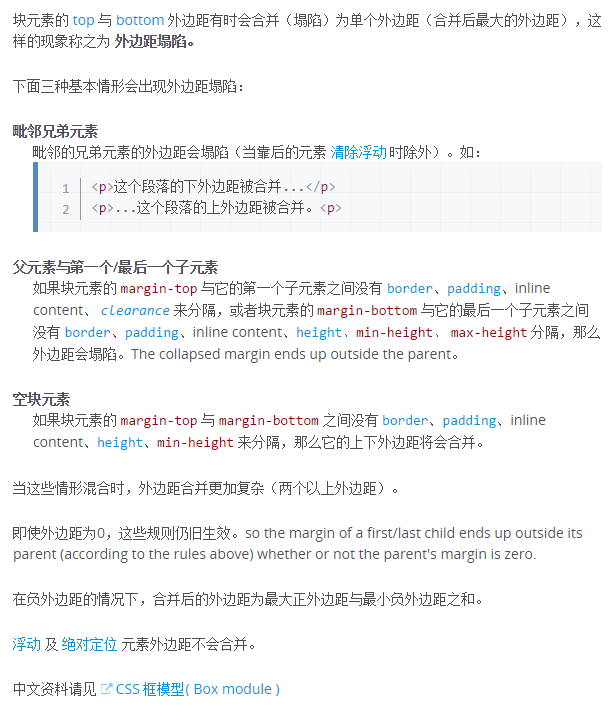 块元素的 top 与 bottom 外边距有时会合并（塌陷）为单个外边距（合并后最大的外边距），这
样的现象称之为 外边距塌陷。
下面三种基本情形会出现外边距塌陷：
毗邻兄弟元素
毗邻的兄弟元素的外边距会塌陷（当靠后的元素 清除浮动 时除外）。如：
1 <p>这个段落的下外边距被合并...</p>
2 <p>...这个段落的上外边距被合并。<p>
父元素与第一个/最后一个子元素
如果块元素的 margin-top 与它的第一个子元素之间没有 border、padding、inline
content、 clearance 来分隔，或者块元素的 margin-bottom 与它的最后一个子元素之间
没有 border、padding、inline content、height、min-height、 max-height 分隔，那么
外边距会塌陷。The collapsed margin ends up outside the parent。
空块元素
如果块元素的 margin-top 与 margin-bottom 之间没有 border、padding、inline
content、height、min-height 来分隔，那么它的上下外边距将会合并。
当这些情形混合时，外边距合并更加复杂（两个以上外边距）。
即使外边距为0，这些规则仍旧生效。so the margin of a first/last child ends up outside its
parent (according to the rules above) whether or not the parent's margin is zero.
在负外边距的情况下，合并后的外边距为最大正外边距与最小负外边距之和。
浮动 及 绝对定位 元素外边距不会合并。
中文资料请见 CSS 框模型( Box module )